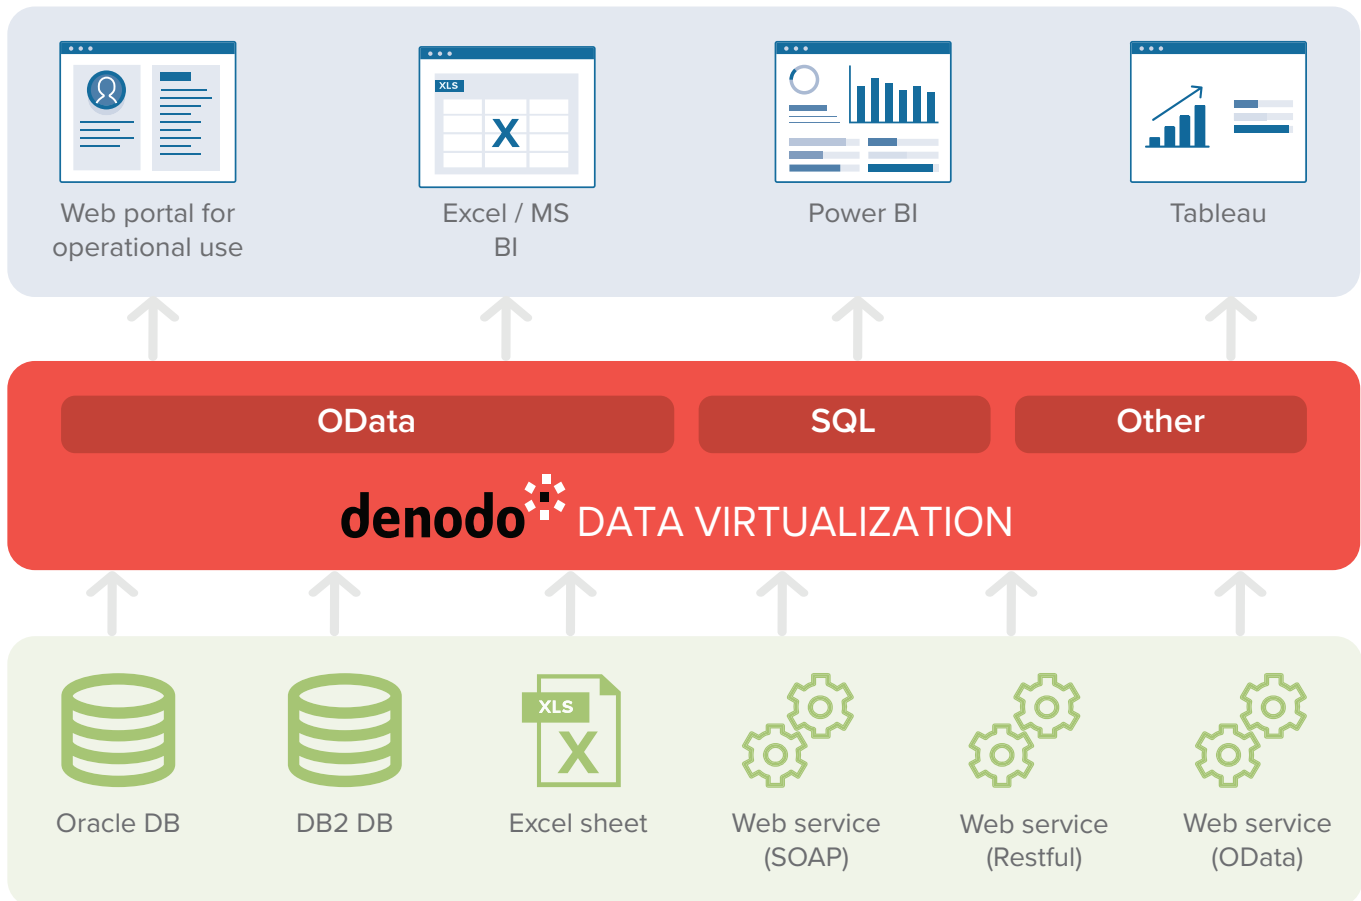 XLS
X
Web portal for
operational use
Excel / MS
BI
Power BI
Tableau
OData
SQL
Other
denodo DATA VIRTUALIZATION
XLS
X
Oracle DB
DB2 DB
Excel sheet
Web service
(SOAP)
Web service
(Restful)
Web service
(OData)